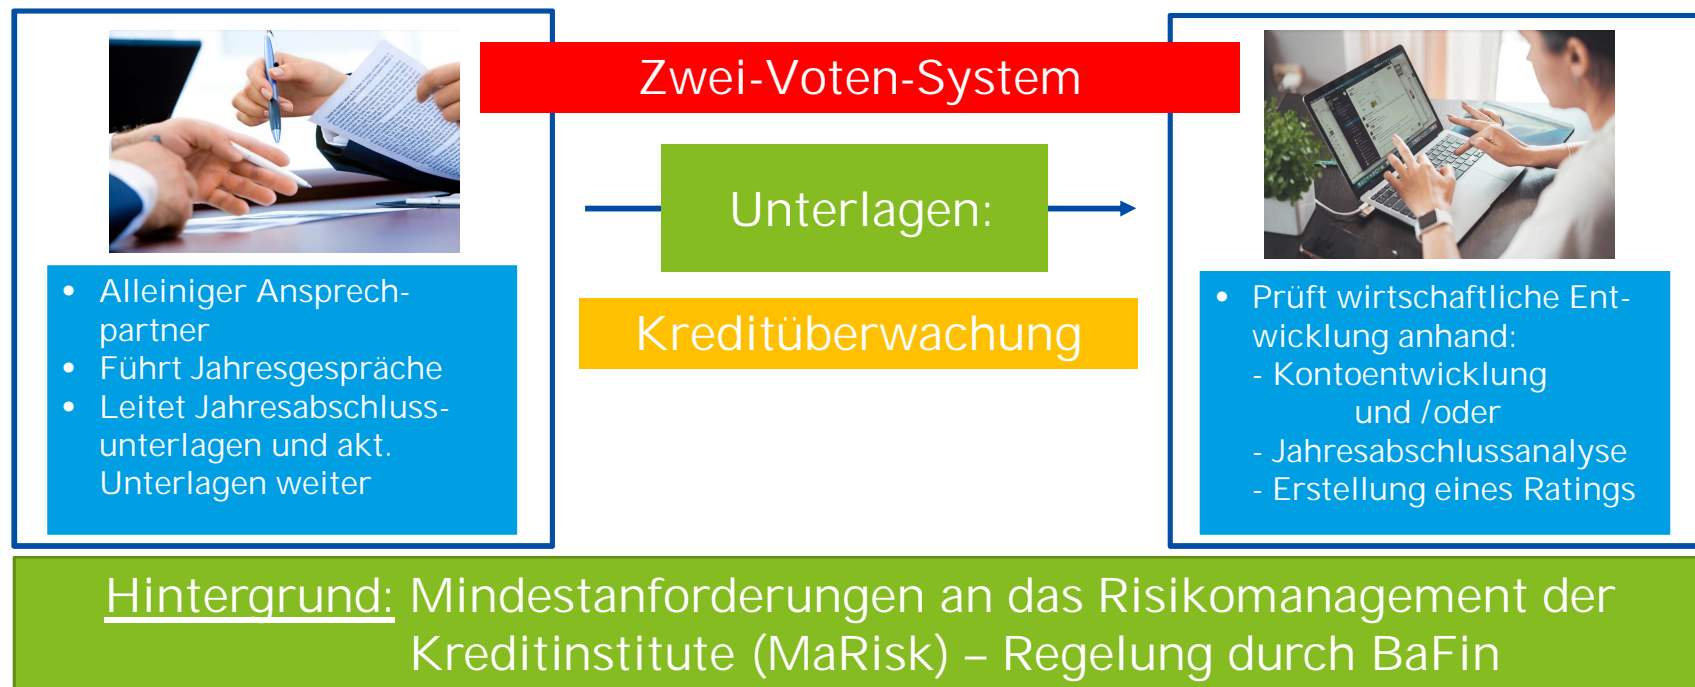 Zwei-Voten-System
Unterlagen:
Kreditüberwachung
• Alleiniger Ansprech-
partner
• Führt Jahresgespräche
• Leitet Jahresabschluss-
unterlagen und akt.
Unterlagen weiter
• Prüft wirtschaftliche Ent-
wicklung anhand:
- Kontoentwicklung
und /oder
- Jahresabschlussanalyse
- Erstellung eines Ratings
Hintergrund: Mindestanforderungen an das Risikomanagement der
Kreditinstitute (MaRisk) – Regelung durch BaFin